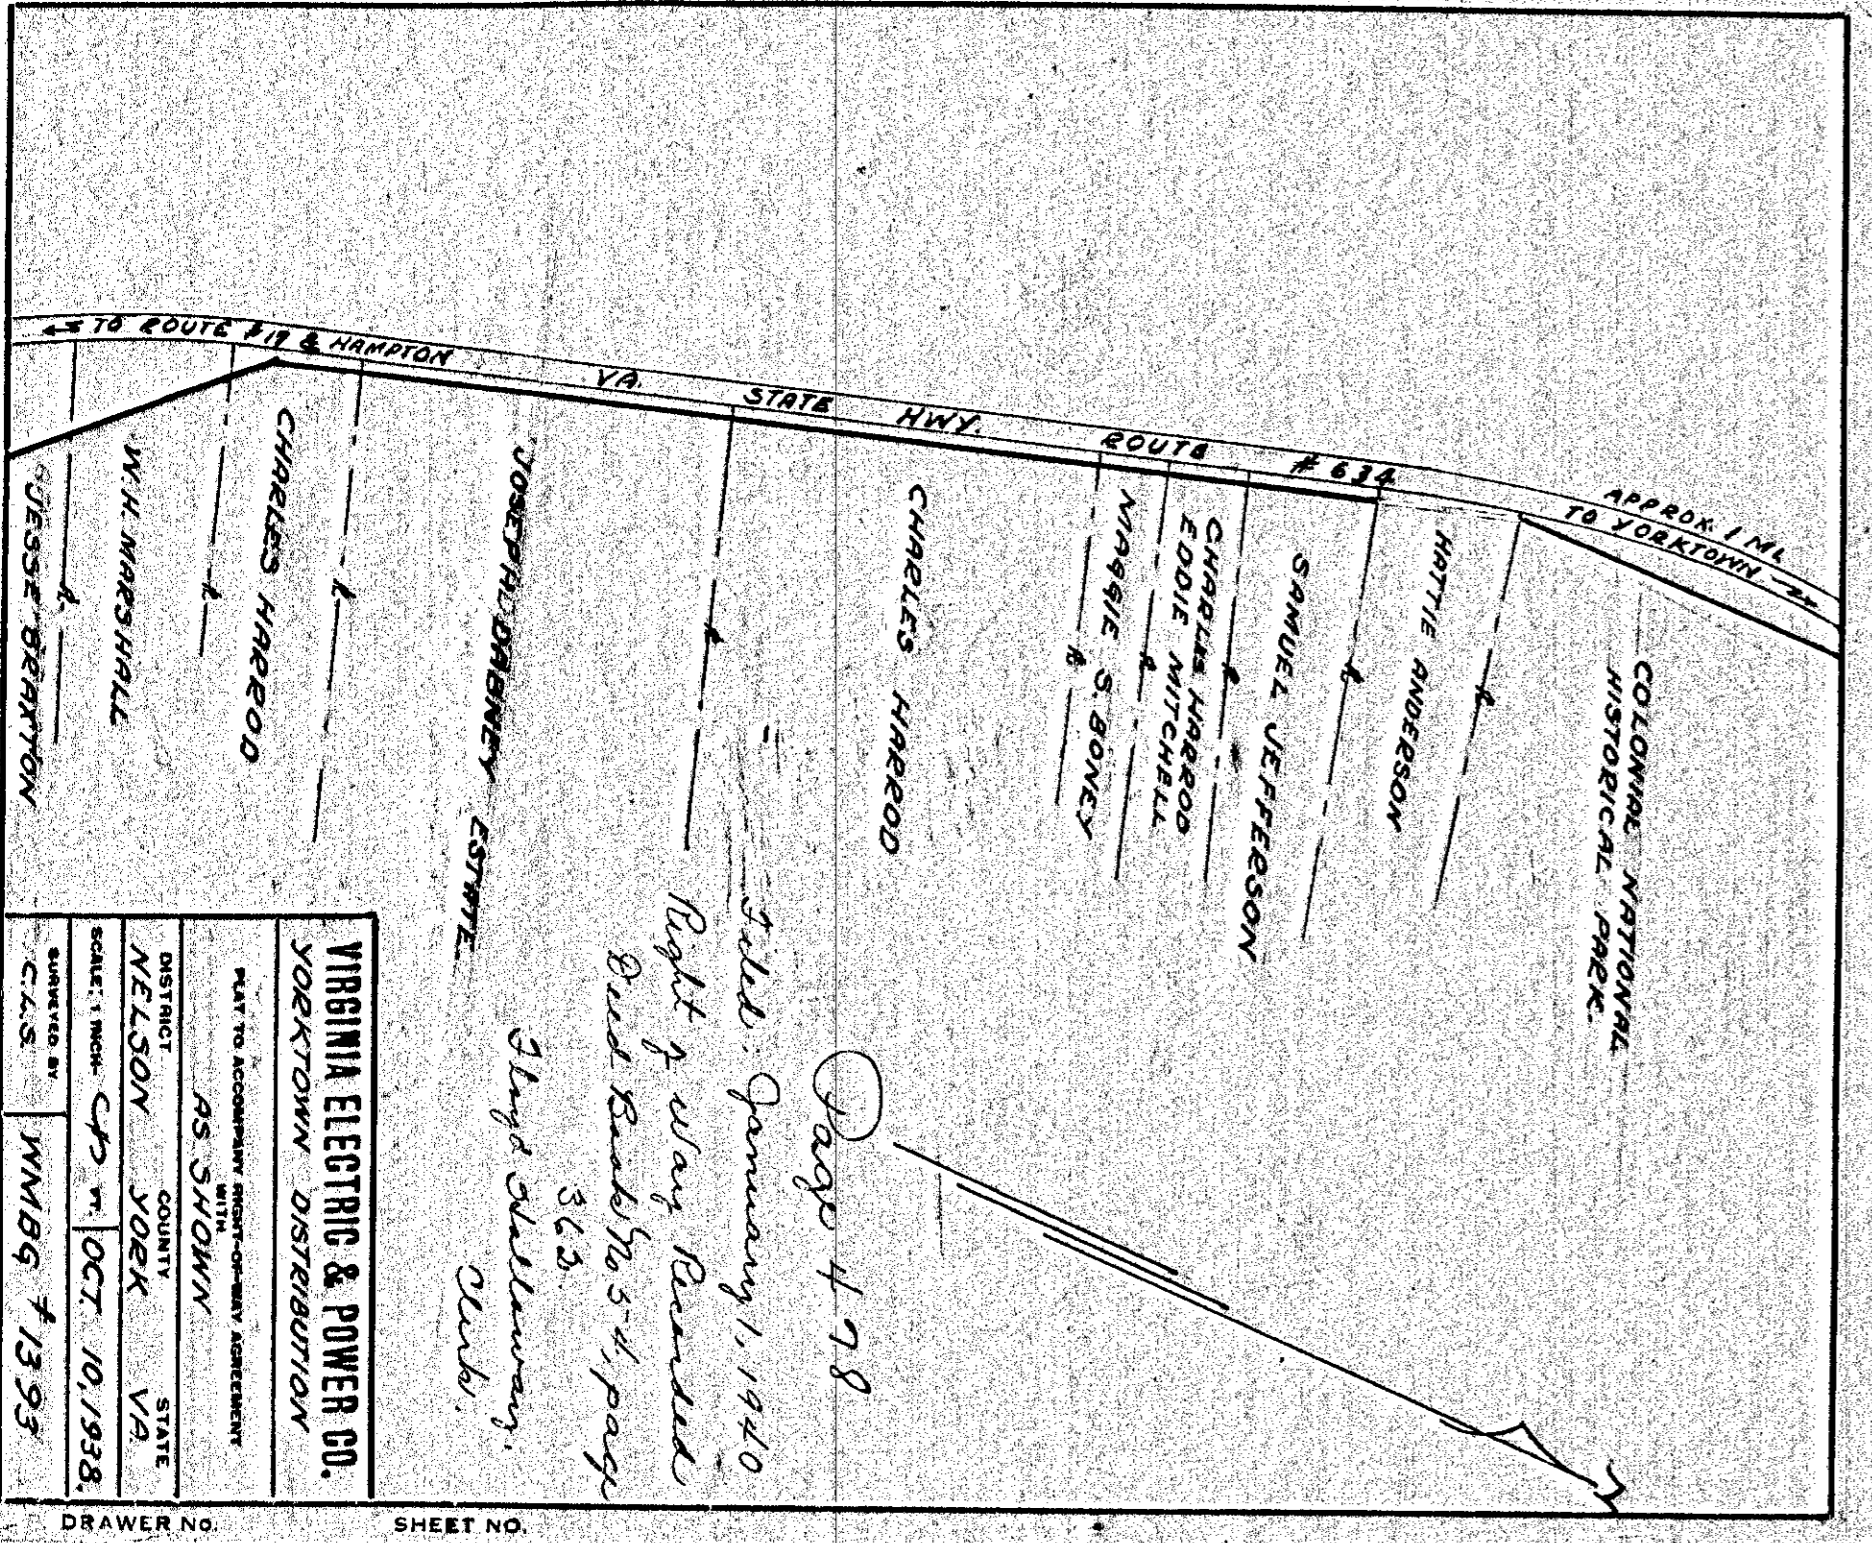 ← TO ROUTE #17 & HAMPTON
VA. STATE HWY. ROUTE # 634
APPROX. 1 MI.
TO YORKTOWN →
COLONIAL NATIONAL
HISTORICAL PARK.
HATTIE ANDERSON
SAMUEL JEFFERSON
CHARLES HARROD
EDDIE MITCHELL
MAGGIE S. BONEY
CHARLES HARROD
JOSEPH DABNEY ESTATE
CHARLES HARROD
W.H. MARSHALL
JESSE BRAXTON
N
Page 478
Filed: January 1, 1940
Right of way Recorded
Deed Book No 54, page
363.
Floyd Holloway,
Clerk.
VIRGINIA ELECTRIC & POWER CO.
YORKTOWN DISTRIBUTION
PLAT TO ACCOMPANY RIGHT-OF-WAY AGREEMENT
WITH
AS SHOWN
DISTRICT COUNTY STATE
NELSON YORK VA.
SCALE: 1 INCH= FT. OCT. 10, 1938.
SURVEYED BY
C.L.S. WMBG # 1393
DRAWER NO.
SHEET NO.